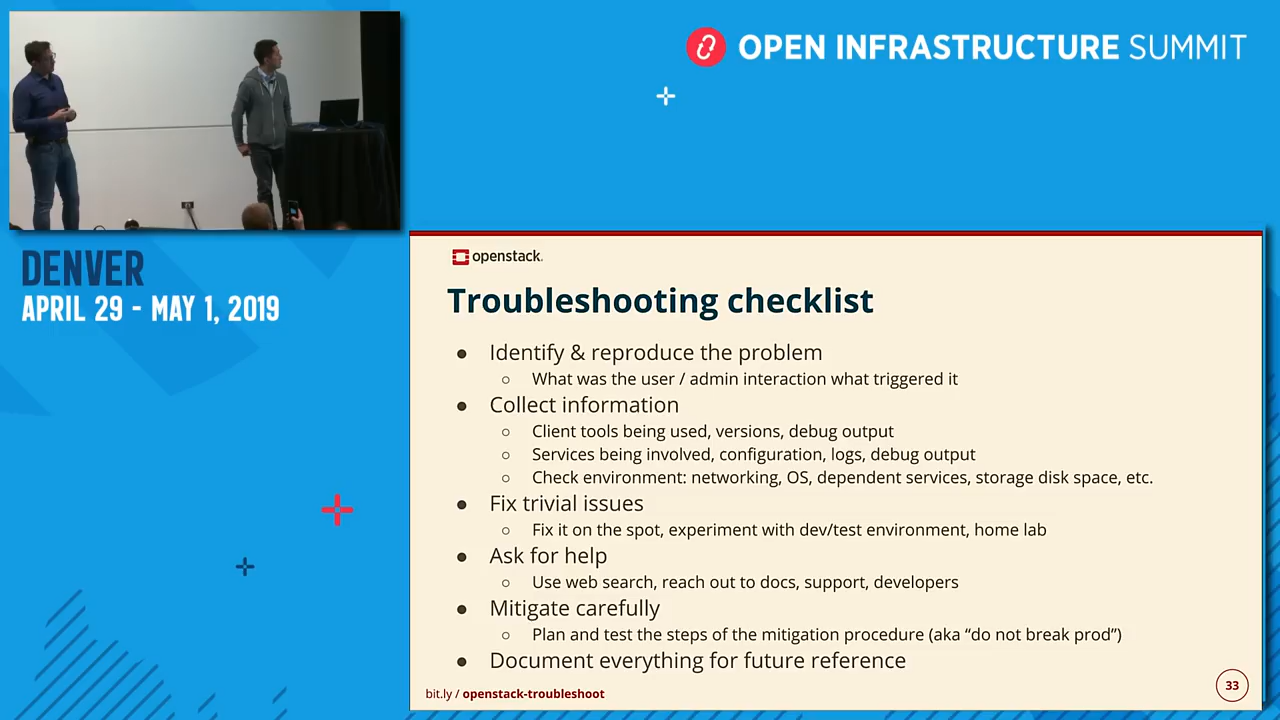 OPEN INFRASTRUCTURE SUMMIT
DENVER
APRIL 29 - MAY 1, 2019
openstack.
Troubleshooting checklist
● Identify & reproduce the problem
○ What was the user / admin interaction what triggered it
● Collect information
○ Client tools being used, versions, debug output
○ Services being involved, configuration, logs, debug output
○ Check environment: networking, OS, dependent services, storage disk space, etc.
● Fix trivial issues
○ Fix it on the spot, experiment with dev/test environment, home lab
● Ask for help
○ Use web search, reach out to docs, support, developers
● Mitigate carefully
○ Plan and test the steps of the mitigation procedure (aka “do not break prod”)
● Document everything for future reference
bit.ly / openstack-troubleshoot
33